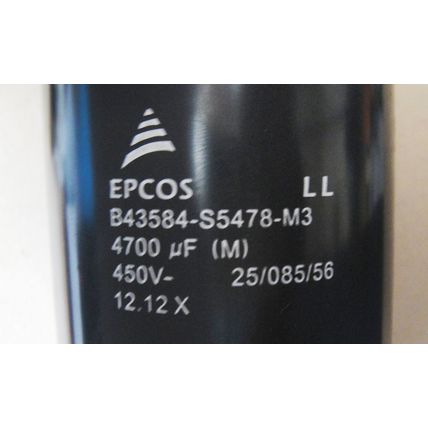 EPCOS LL
B43584-S5478-M3
4700 µF (M)
450V- 25/085/56
12.12 X